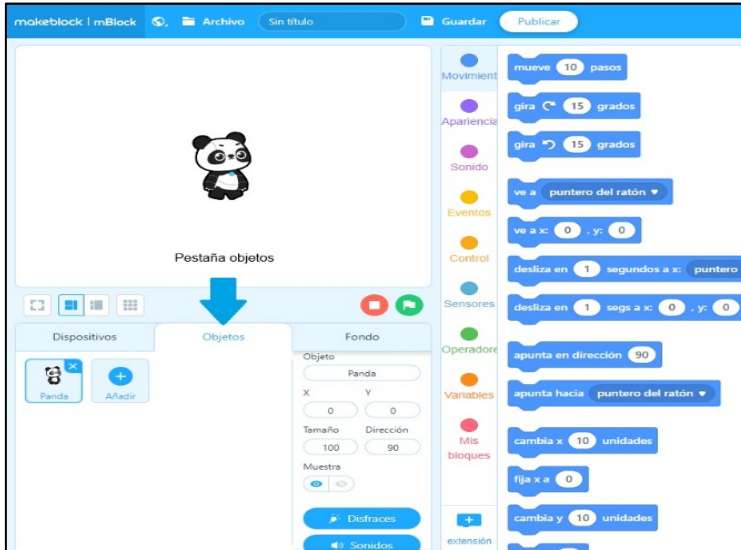 makeblock | mBlock Archivo Sin título Guardar Publicar
Pestaña objetos
Dispositivos Objetos Fondo
Panda
Añadir
Objeto
Panda
X Y
0 0
Tamaño Dirección
100 90
Muestra
Disfraces
Sonidos
Movimient
Apariencia
Sonido
Eventos
Control
Sensores
Operadore
Variables
Mis
bloques
extensión
mueve 10 pasos
gira 15 grados
gira 15 grados
ve a puntero del ratón
ve a x: 0 , y: 0
desliza en 1 segundos a x: puntero
desliza en 1 segs a x: 0 , y: 0
apunta en dirección 90
apunta hacia puntero del ratón
cambia x 10 unidades
fija x a 0
cambia y 10 unidades